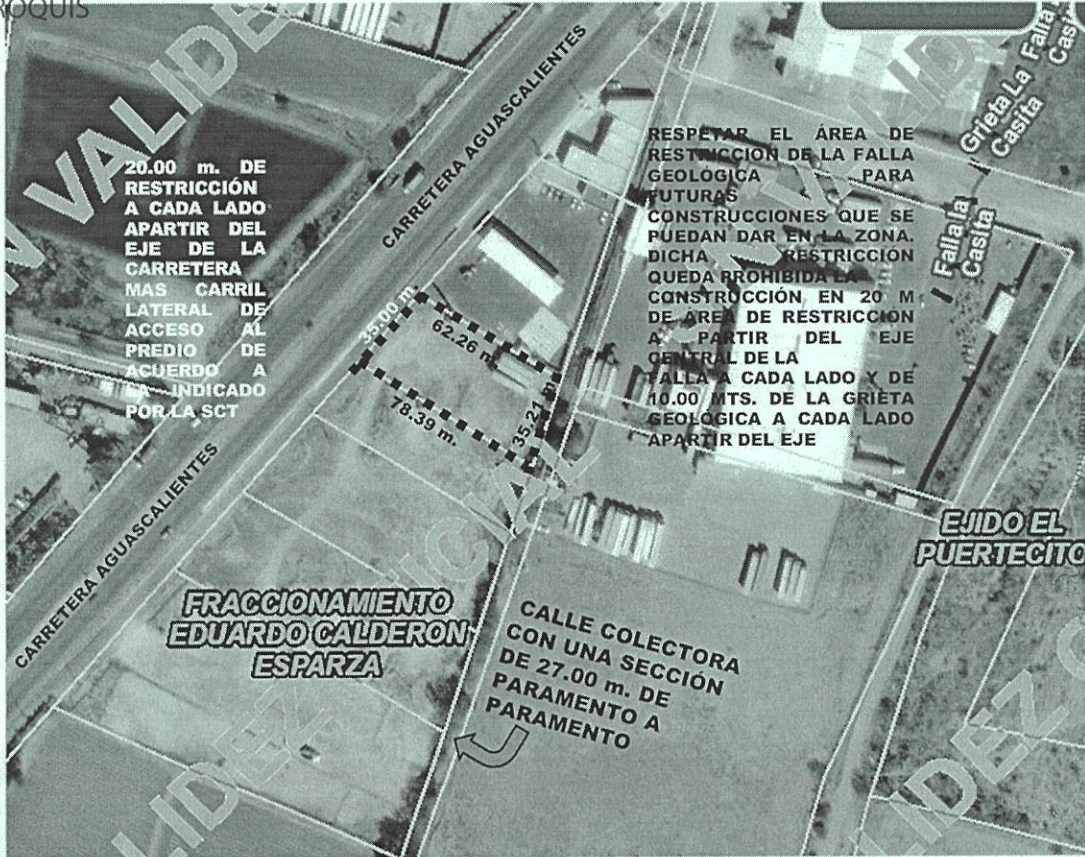 CROQUIS
20.00 m. DE
RESTRICCIÓN
A CADA LADO
APARTIR DEL
EJE DE LA
CARRETERA
MAS CARRIL
LATERAL DE
ACCESO AL
PREDIO DE
ACUERDO A
LA INDICADO
POR LA SCT
CARRETERA AGUASCALIENTES
RESPETAR EL ÁREA DE
RESTRICCIÓN DE LA FALLA
GEOLÓGICA PARA
FUTURAS
CONSTRUCCIONES QUE SE
PUEDAN DAR EN LA ZONA.
DICHA RESTRICCIÓN
QUEDA PROHIBIDA LA
CONSTRUCCIÓN EN 20 M
DE AREA DE RESTRICCIÓN
A PARTIR DEL EJE
CENTRAL DE LA
FALLA A CADA LADO Y DE
10.00 MTS. DE LA GRIETA
GEOLÓGICA A CADA LADO
APARTIR DEL EJE
Grieta La
Casita
Falla
Casita
Falla la
Casita
35.00 m.
62.26 m.
78.39 m.
35.21 m.
CARRETERA AGUASCALIENTES
EJIDO EL
PUERTECITO
FRACCIONAMIENTO
EDUARDO CALDERON
ESPARZA
CALLE COLECTORA
CON UNA SECCIÓN
DE 27.00 m. DE
PARAMENTO A
PARAMENTO